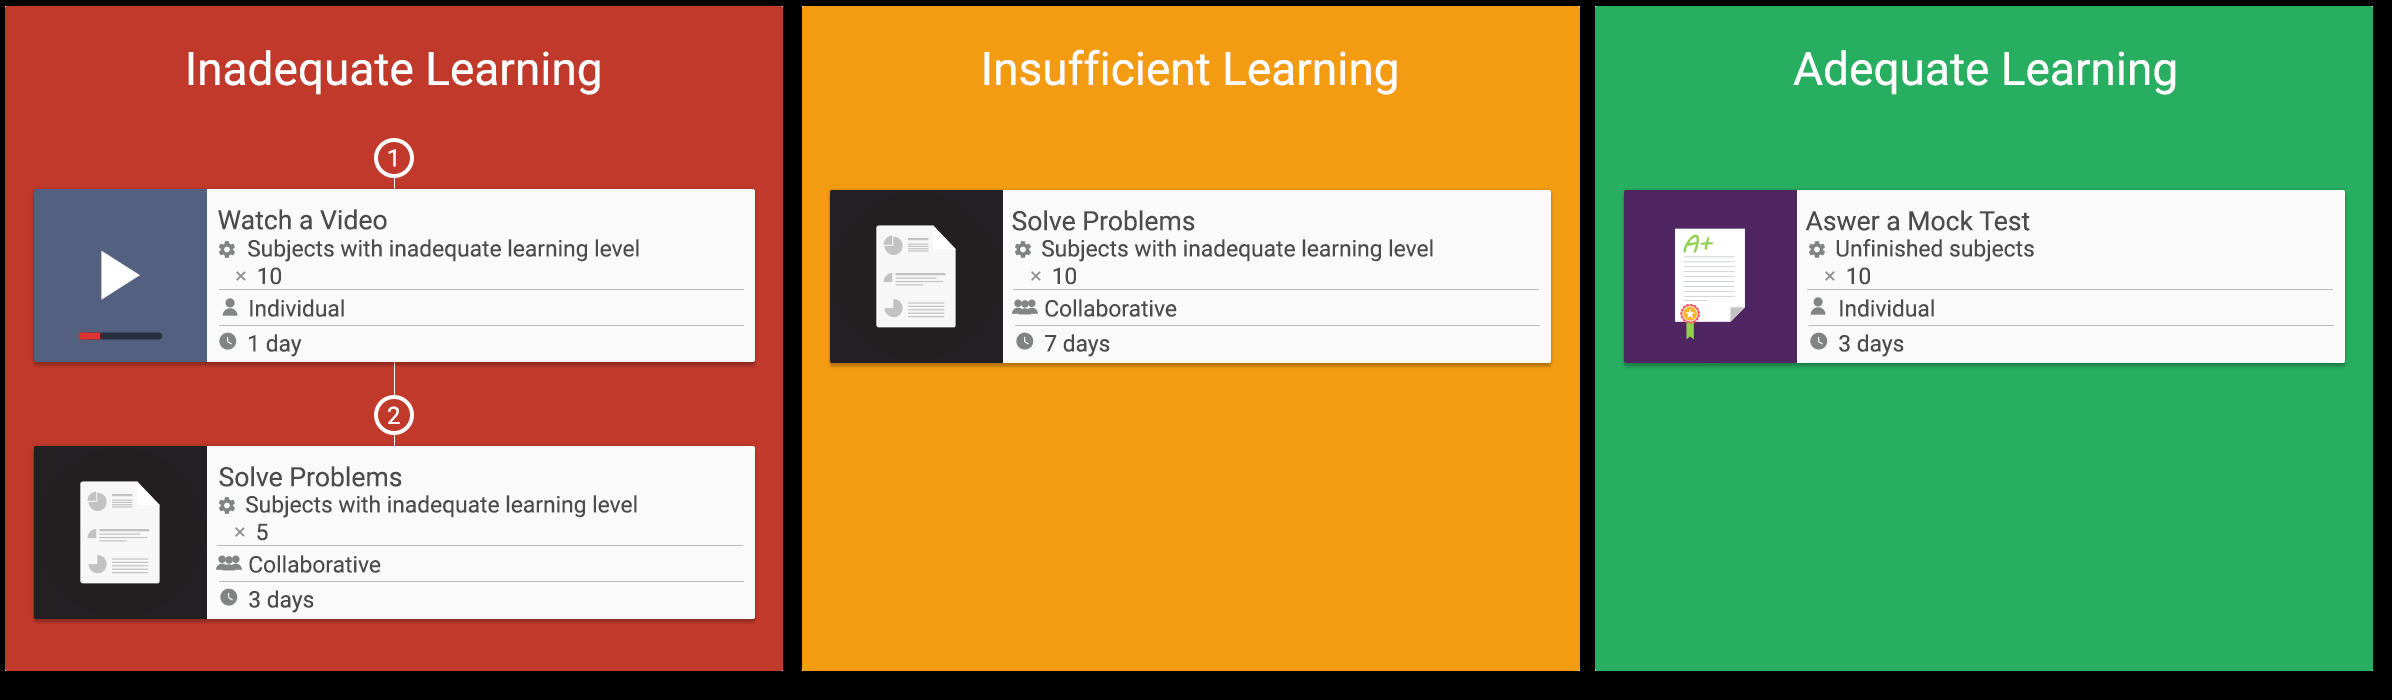 Inadequate Learning
1
Watch a Video
Subjects with inadequate learning level
× 10
Individual
1 day
2
Solve Problems
Subjects with inadequate learning level
× 5
Collaborative
3 days
Insufficient Learning
Solve Problems
Subjects with inadequate learning level
× 10
Collaborative
7 days
Adequate Learning
A+
Aswer a Mock Test
Unfinished subjects
× 10
Individual
3 days